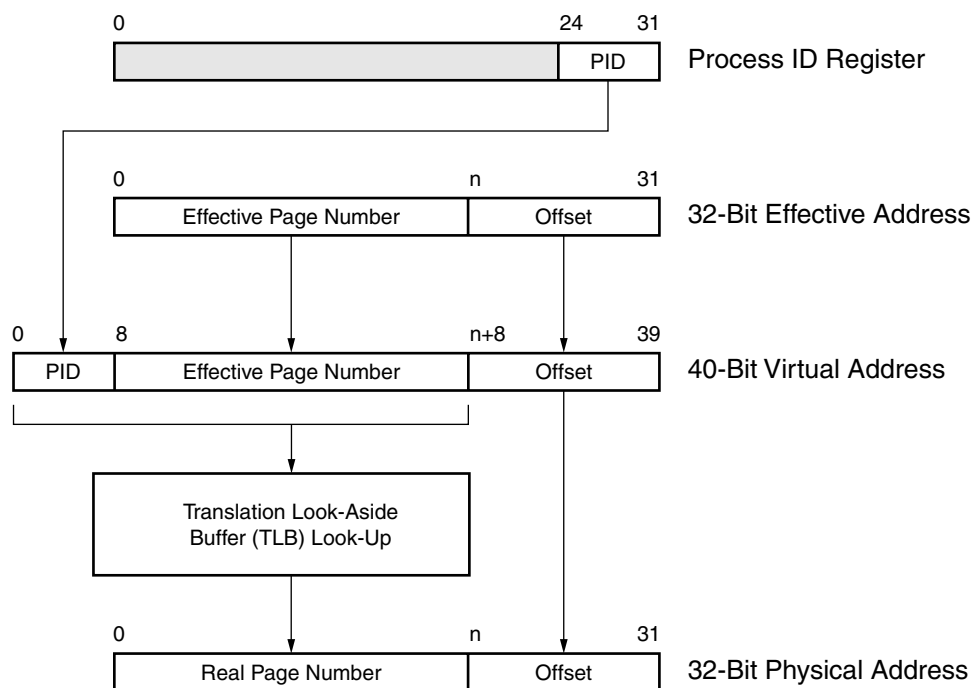 0 24 31
PID Process ID Register
0 n 31
Effective Page Number Offset 32-Bit Effective Address
0 8 n+8 39
PID Effective Page Number Offset 40-Bit Virtual Address
Translation Look-Aside
Buffer (TLB) Look-Up
0 n 31
Real Page Number Offset 32-Bit Physical Address